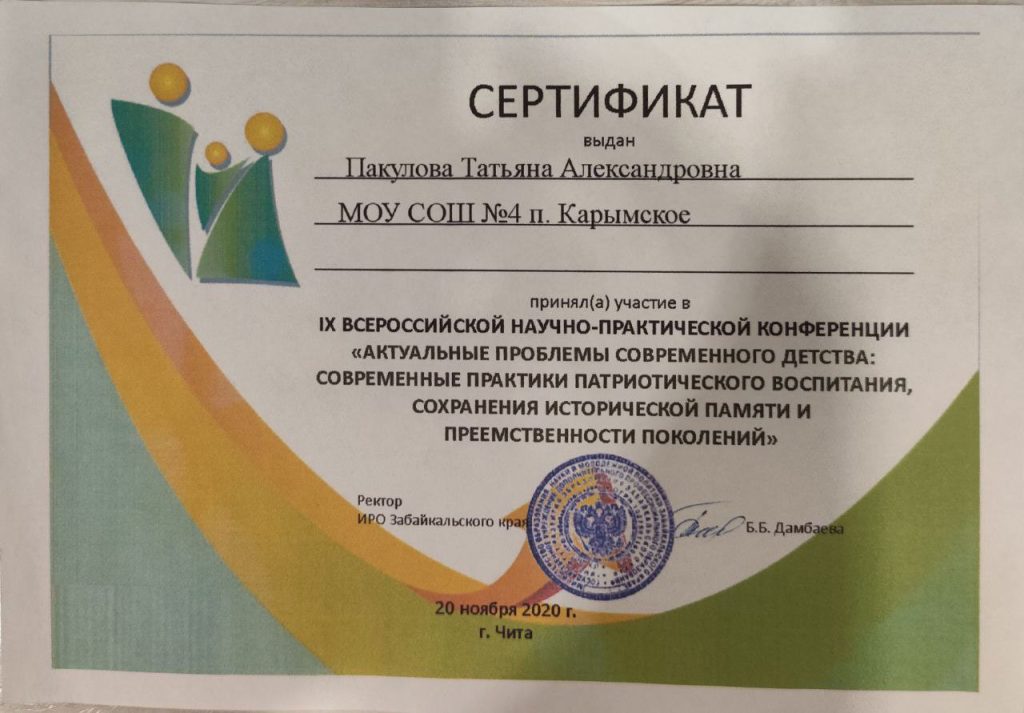 СЕРТИФИКАТ
выдан
Пакулова Татьяна Александровна
МОУ СОШ №4 п. Карымское
принял(а) участие в
IX ВСЕРОССИЙСКОЙ НАУЧНО-ПРАКТИЧЕСКОЙ КОНФЕРЕНЦИИ
«АКТУАЛЬНЫЕ ПРОБЛЕМЫ СОВРЕМЕННОГО ДЕТСТВА:
СОВРЕМЕННЫЕ ПРАКТИКИ ПАТРИОТИЧЕСКОГО ВОСПИТАНИЯ,
СОХРАНЕНИЯ ИСТОРИЧЕСКОЙ ПАМЯТИ И
ПРЕЕМСТВЕННОСТИ ПОКОЛЕНИЙ»
Ректор
ИРО Забайкальского края
Б.Б. Дамбаева
20 ноября 2020 г.
г. Чита